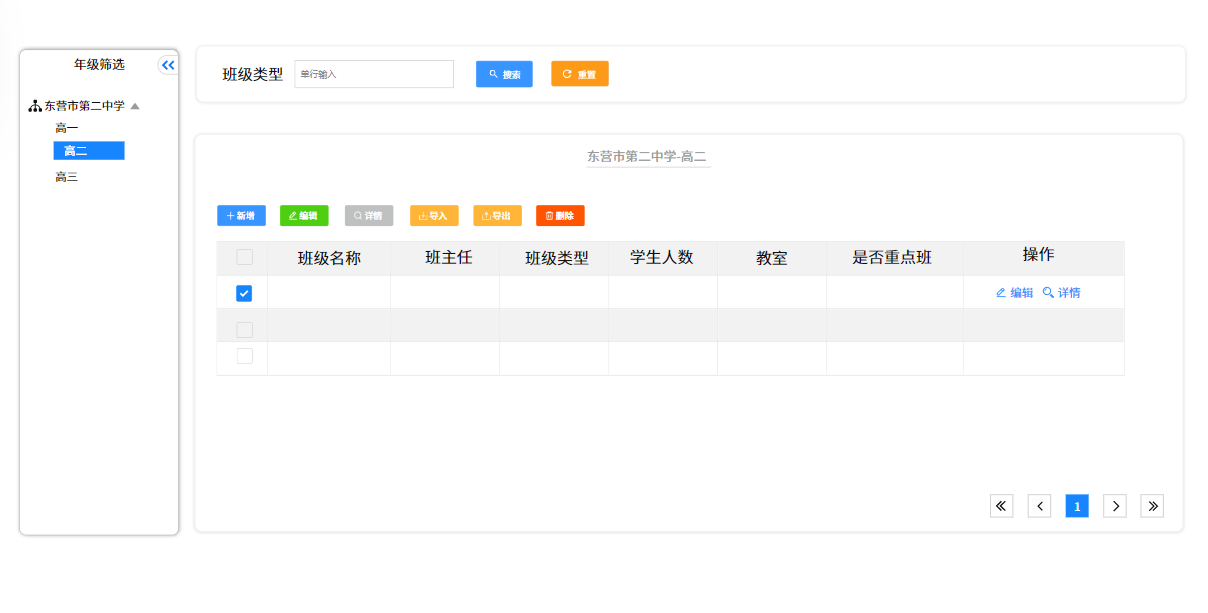 年级筛选
东营市第二中学
高一
高二
高三
班级类型 单行输入 搜索 重置
东营市第二中学-高二
新增 编辑 详情 导入 导出 删除
班级名称 班主任 班级类型 学生人数 教室 是否重点班 操作
编辑 详情
1